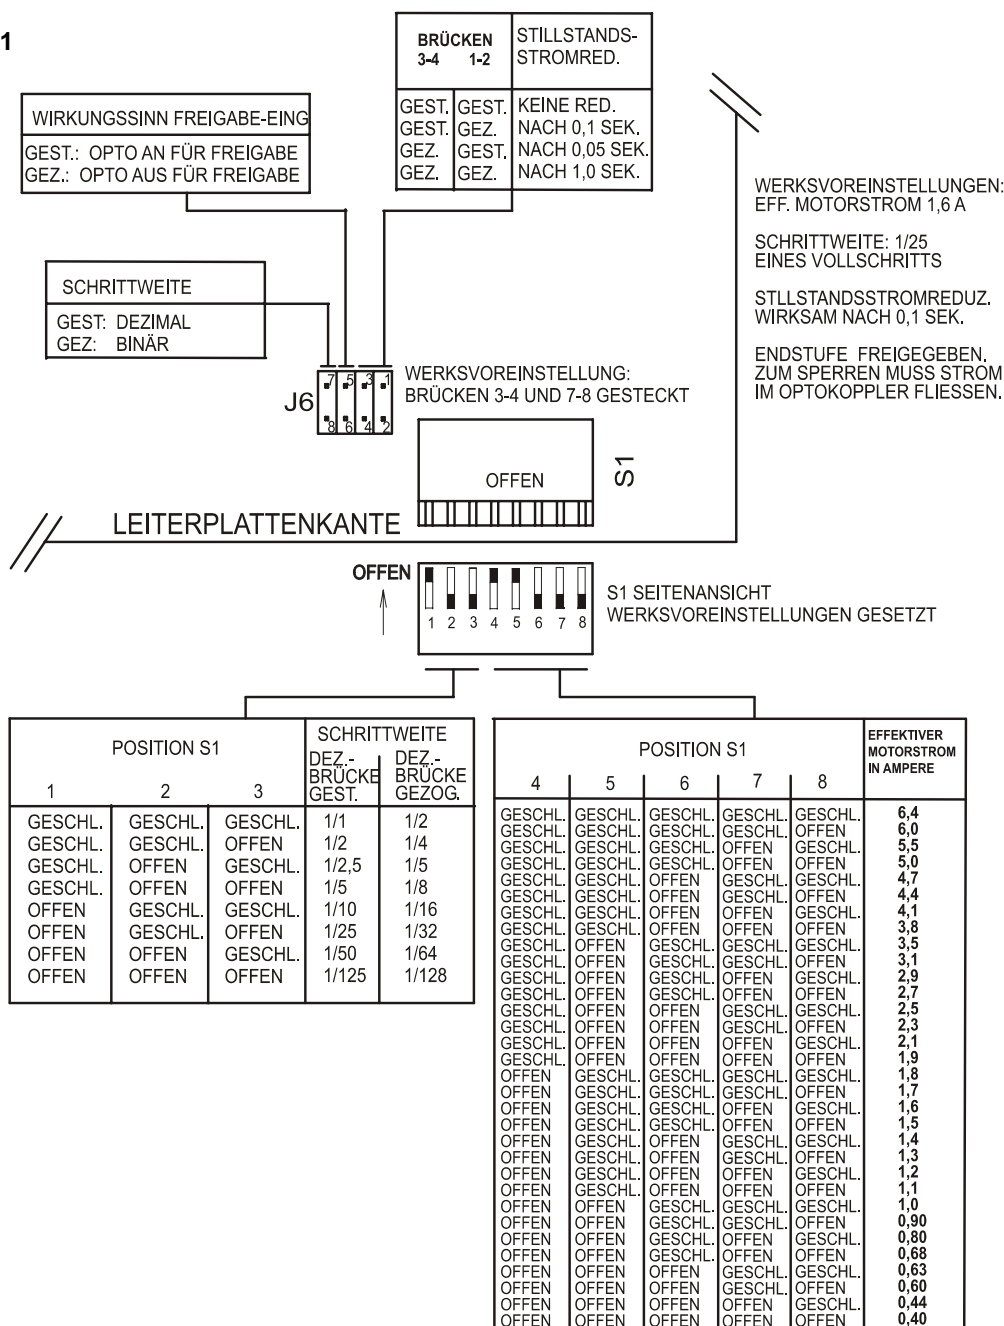 1
BRÜCKEN
3-4 1-2
STILLSTANDS-
STROMRED.
GEST. GEST. KEINE RED.
GEST. GEZ. NACH 0,1 SEK.
GEZ. GEST. NACH 0,05 SEK.
GEZ. GEZ. NACH 1,0 SEK.
WIRKUNGSSINN FREIGABE-EING
GEST.: OPTO AN FÜR FREIGABE
GEZ.: OPTO AUS FÜR FREIGABE
SCHRITTWEITE
GEST: DEZIMAL
GEZ: BINÄR
WERKSVOREINSTELLUNGEN:
EFF. MOTORSTROM 1,6 A
SCHRITTWEITE: 1/25
EINES VOLLSCHRITTS
STLLSTANDSSTROMREDUZ.
WIRKSAM NACH 0,1 SEK.
ENDSTUFE FREIGEGEBEN.
ZUM SPERREN MUSS STROM
IM OPTOKOPPLER FLIESSEN.
J6
7 5 3 1
8 6 4 2
WERKSVOREINSTELLUNG:
BRÜCKEN 3-4 UND 7-8 GESTECKT
OFFEN
S1
LEITERPLATTENKANTE
OFFEN
1 2 3 4 5 6 7 8
S1 SEITENANSICHT
WERKSVOREINSTELLUNGEN GESETZT
POSITION S1
SCHRITTWEITE
DEZ.- DEZ.-
BRÜCKE BRÜCKE
GEST. GEZOG.
1 2 3
GESCHL. GESCHL. GESCHL. 1/1 1/2
GESCHL. GESCHL. OFFEN 1/2 1/4
GESCHL. OFFEN GESCHL. 1/2,5 1/5
GESCHL. OFFEN OFFEN 1/5 1/8
OFFEN GESCHL. GESCHL. 1/10 1/16
OFFEN GESCHL. OFFEN 1/25 1/32
OFFEN OFFEN GESCHL. 1/50 1/64
OFFEN OFFEN OFFEN 1/125 1/128
POSITION S1
EFFEKTIVER
MOTORSTROM
IN AMPERE
4 5 6 7 8
GESCHL. GESCHL. GESCHL. GESCHL. GESCHL. 6,4
GESCHL. GESCHL. GESCHL. GESCHL. OFFEN 6,0
GESCHL. GESCHL. GESCHL. OFFEN GESCHL. 5,5
GESCHL. GESCHL. GESCHL. OFFEN OFFEN 5,0
GESCHL. GESCHL. OFFEN GESCHL. GESCHL. 4,7
GESCHL. GESCHL. OFFEN GESCHL. OFFEN 4,4
GESCHL. GESCHL. OFFEN OFFEN GESCHL. 4,1
GESCHL. GESCHL. OFFEN OFFEN OFFEN 3,8
GESCHL. OFFEN GESCHL. GESCHL. GESCHL. 3,5
GESCHL. OFFEN GESCHL. GESCHL. OFFEN 3,1
GESCHL. OFFEN GESCHL. OFFEN GESCHL. 2,9
GESCHL. OFFEN GESCHL. OFFEN OFFEN 2,7
GESCHL. OFFEN OFFEN GESCHL. GESCHL. 2,5
GESCHL. OFFEN OFFEN GESCHL. OFFEN 2,3
GESCHL. OFFEN OFFEN OFFEN GESCHL. 2,1
GESCHL. OFFEN OFFEN OFFEN OFFEN 1,9
OFFEN GESCHL. GESCHL. GESCHL. GESCHL. 1,8
OFFEN GESCHL. GESCHL. GESCHL. OFFEN 1,7
OFFEN GESCHL. GESCHL. OFFEN GESCHL. 1,6
OFFEN GESCHL. GESCHL. OFFEN OFFEN 1,5
OFFEN GESCHL. OFFEN GESCHL. GESCHL. 1,4
OFFEN GESCHL. OFFEN GESCHL. OFFEN 1,3
OFFEN GESCHL. OFFEN OFFEN GESCHL. 1,2
OFFEN GESCHL. OFFEN OFFEN OFFEN 1,1
OFFEN OFFEN GESCHL. GESCHL. GESCHL. 1,0
OFFEN OFFEN GESCHL. GESCHL. OFFEN 0,90
OFFEN OFFEN GESCHL. OFFEN GESCHL. 0,80
OFFEN OFFEN GESCHL. OFFEN OFFEN 0,68
OFFEN OFFEN OFFEN GESCHL. GESCHL. 0,63
OFFEN OFFEN OFFEN GESCHL. OFFEN 0,60
OFFEN OFFEN OFFEN OFFEN GESCHL. 0,44
OFFEN OFFEN OFFEN OFFEN OFFEN 0,40